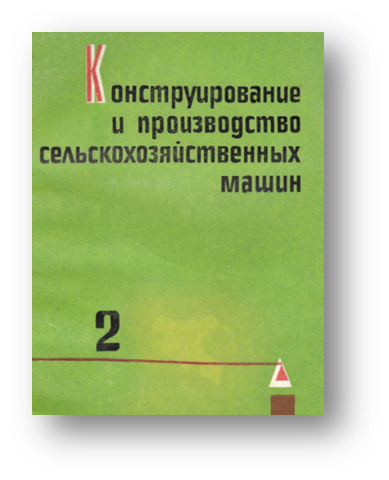 Конструирование
и производство
сельскохозяйственных
машин
2